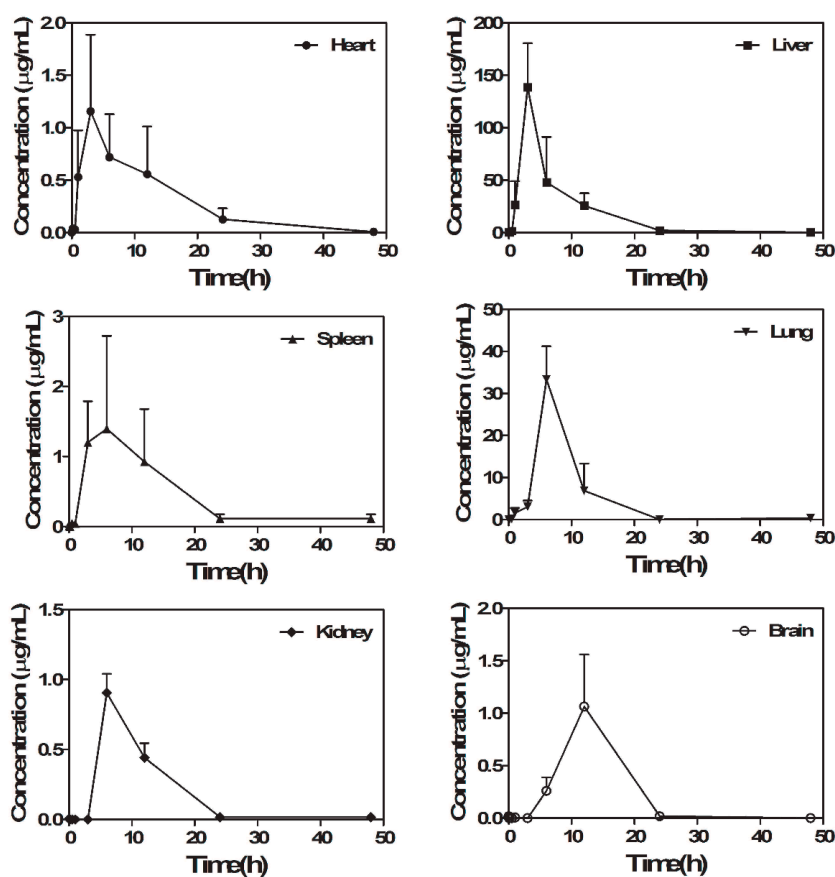 Concentration (μg/mL)
2.0
1.5
1.0
0.5
0.0
0 10 20 30 40 50
Time(h)
Heart
Concentration (μg/mL)
200
150
100
50
0
0 10 20 30 40 50
Time(h)
Liver
Concentration (μg/mL)
3
2
1
0
0 10 20 30 40 50
Time(h)
Spleen
Concentration (μg/mL)
50
40
30
20
10
0
0 10 20 30 40 50
Time(h)
Lung
Concentration (μg/mL)
1.5
1.0
0.5
0.0
0 10 20 30 40 50
Time(h)
Kidney
Concentration (μg/mL)
2.0
1.5
1.0
0.5
0.0
0 10 20 30 40 50
Time(h)
Brain